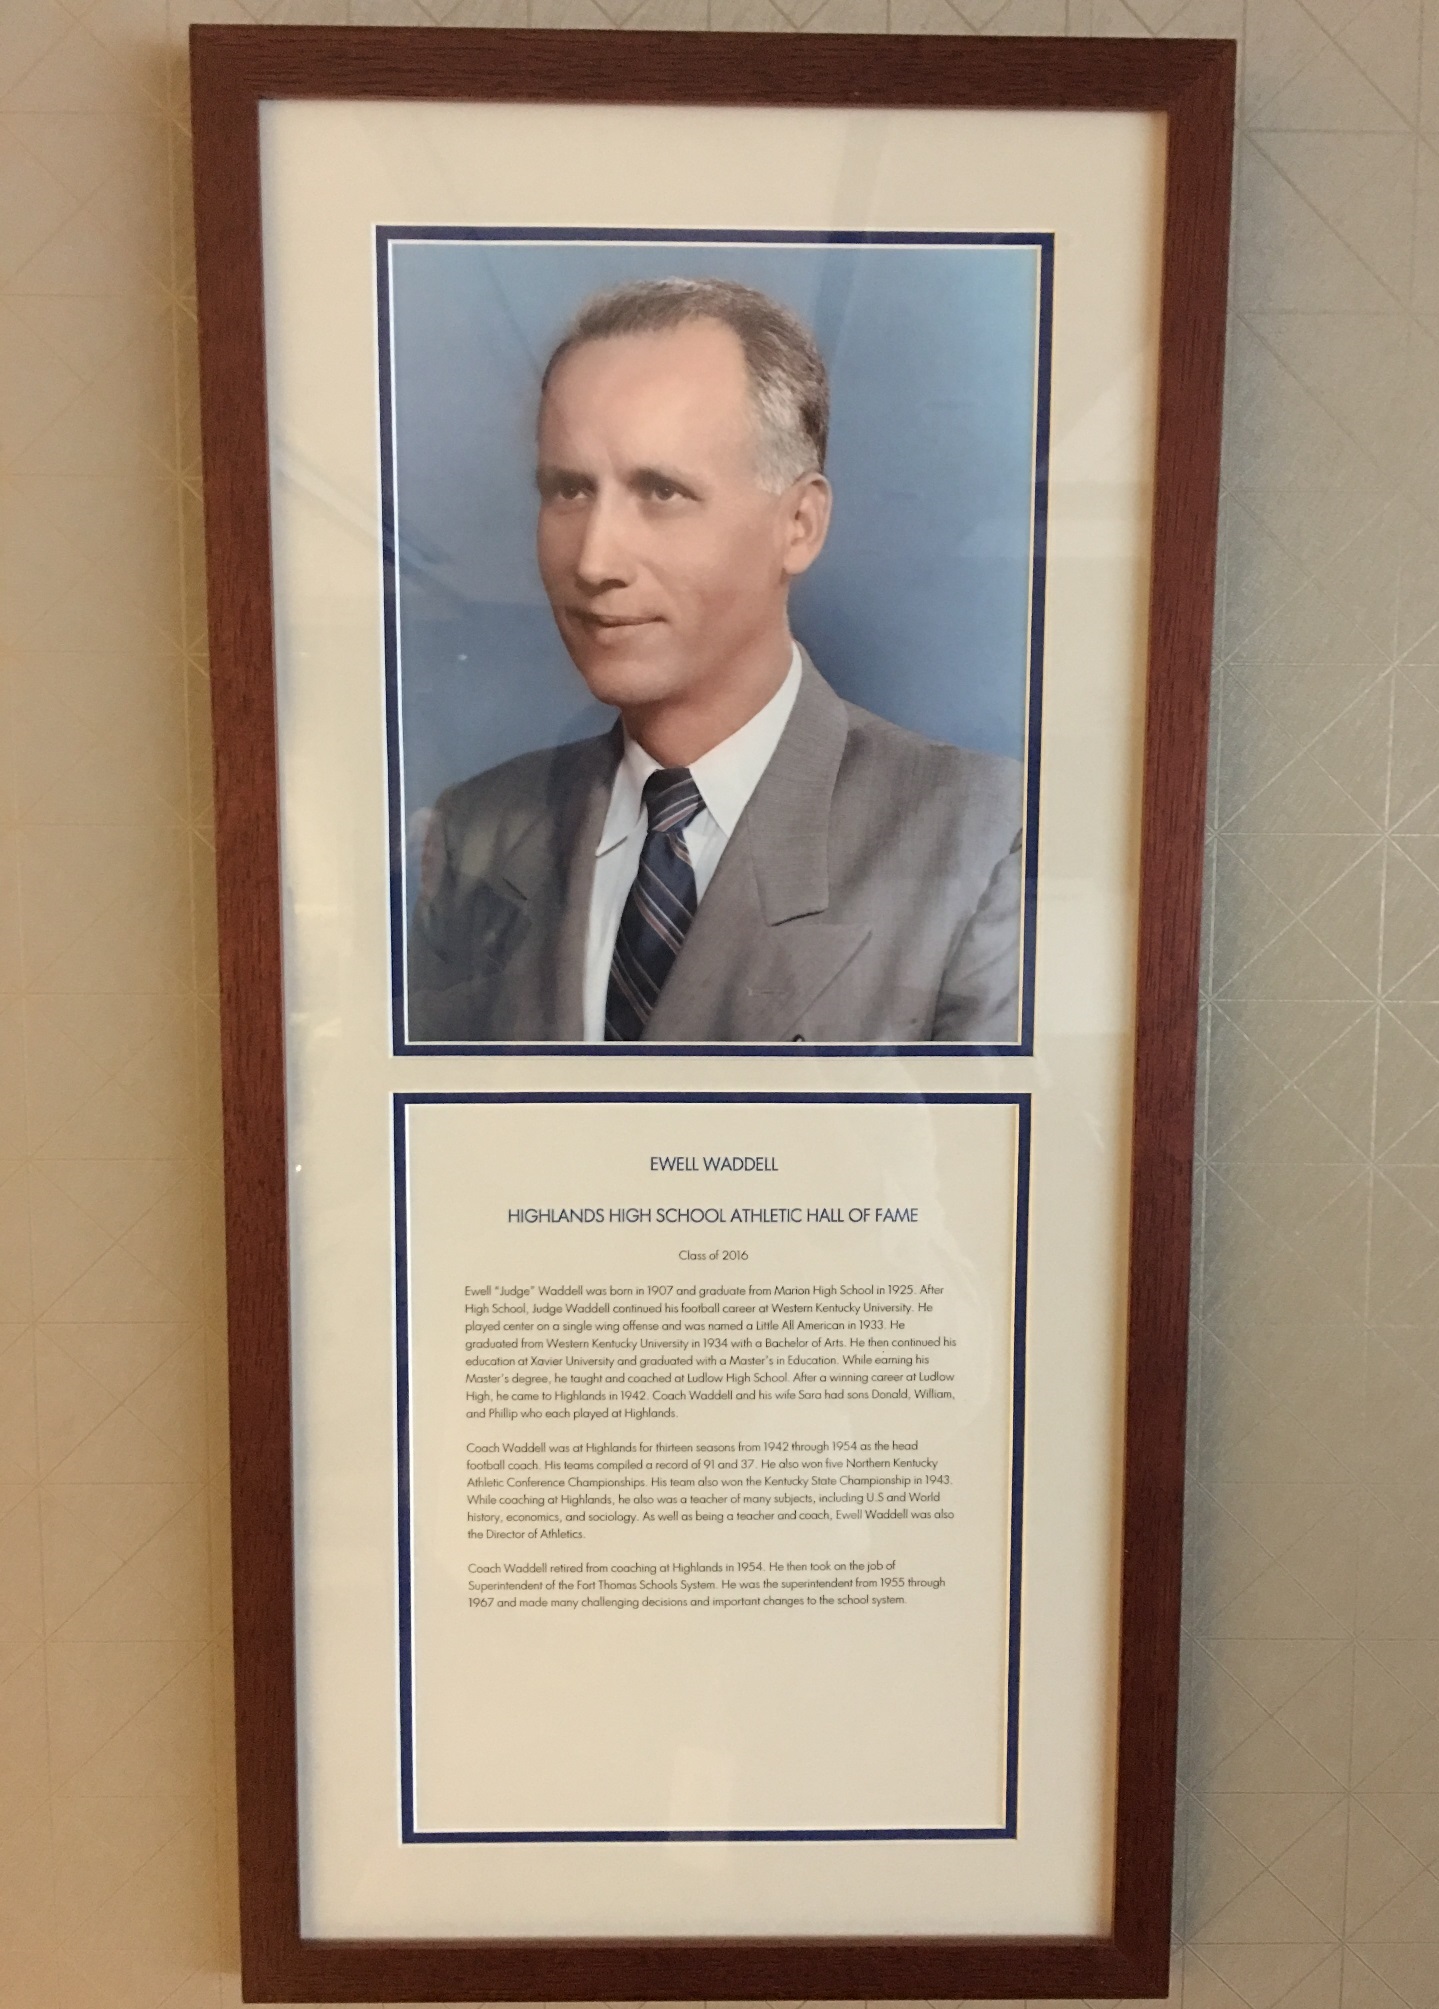 EWELL WADDELL
HIGHLANDS HIGH SCHOOL ATHLETIC HALL OF FAME
Class of 2016
Ewell "Judge" Waddell was born in 1907 and graduate from Marion High School in 1925. After
High School, Judge Waddell continued his football career at Western Kentucky University. He
played center on a single wing offense and was named a Little All American in 1933. He
graduated from Western Kentucky University in 1934 with a Bachelor of Arts. He then continued his
education at Xavier University and graduated with a Master's in Education. While earning his
Master's degree, he taught and coached at Ludlow High School. After a winning career at Ludlow
High, he came to Highlands in 1942. Coach Waddell and his wife Sara had sons Donald, William,
and Phillip who each played at Highlands.
Coach Waddell was at Highlands for thirteen seasons from 1942 through 1954 as the head
football coach. His teams compiled a record of 91 and 37. He also won five Northern Kentucky
Athletic Conference Championships. His team also won the Kentucky State Championship in 1943.
While coaching at Highlands, he also was a teacher of many subjects, including U.S and World
history, economics, and sociology. As well as being a teacher and coach, Ewell Waddell was also
the Director of Athletics.
Coach Waddell retired from coaching at Highlands in 1954. He then took on the job of
Superintendent of the Fort Thomas Schools System. He was the superintendent from 1955 through
1967 and made many challenging decisions and important changes to the school system.